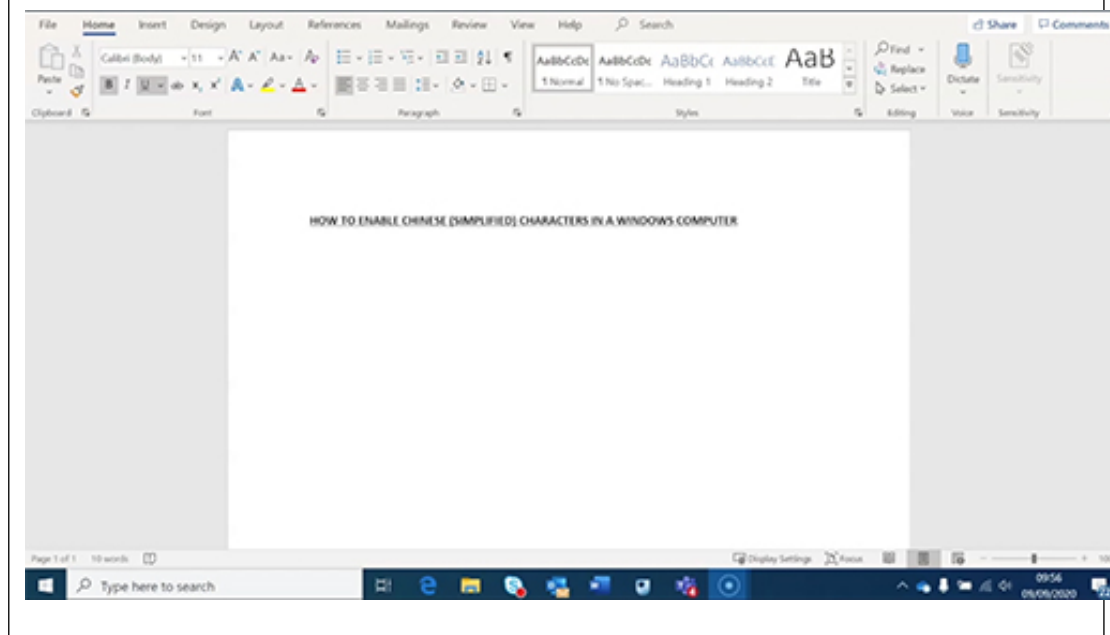 File Home Insert Design Layout References Mailings Review View Help Search Share Comments
Calibri (Body) 11 Aa
Paste B I U ab x x A A
AaBbCcDc AaBbCcDc AaBbCc AaBbCcE AaB
¶ Normal ¶ No Spac... Heading 1 Heading 2 Title
Find
Replace
Select
Dictate Sensitivity
Clipboard Font Paragraph Styles Editing Voice Sensitivity
HOW TO ENABLE CHINESE (SIMPLIFIED) CHARACTERS IN A WINDOWS COMPUTER
Page 1 of 1 10 words Display Settings Focus
Type here to search
09:56
09/09/2020